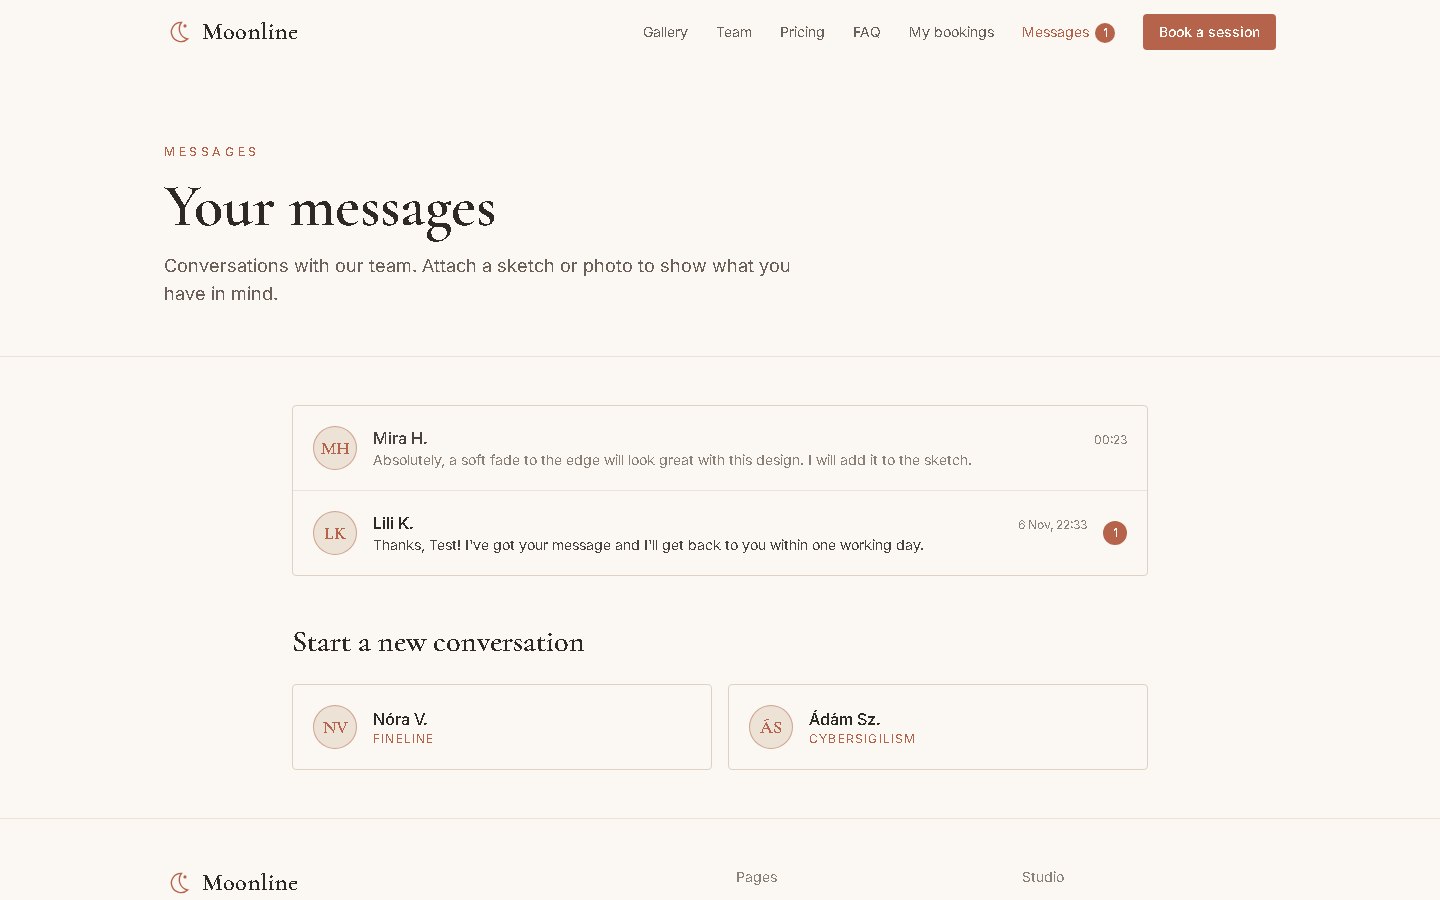 Moonline
Gallery
Team
Pricing
FAQ
My bookings
Messages 1
Book a session
MESSAGES
Your messages
Conversations with our team. Attach a sketch or photo to show what you
have in mind.
MH
Mira H.
00:23
Absolutely, a soft fade to the edge will look great with this design. I will add it to the sketch.
LK
Lili K.
6 Nov, 22:33
1
Thanks, Test! I've got your message and I'll get back to you within one working day.
Start a new conversation
NV
Nóra V.
FINELINE
ÁS
Ádám Sz.
CYBERSIGILISM
Moonline
Pages
Studio